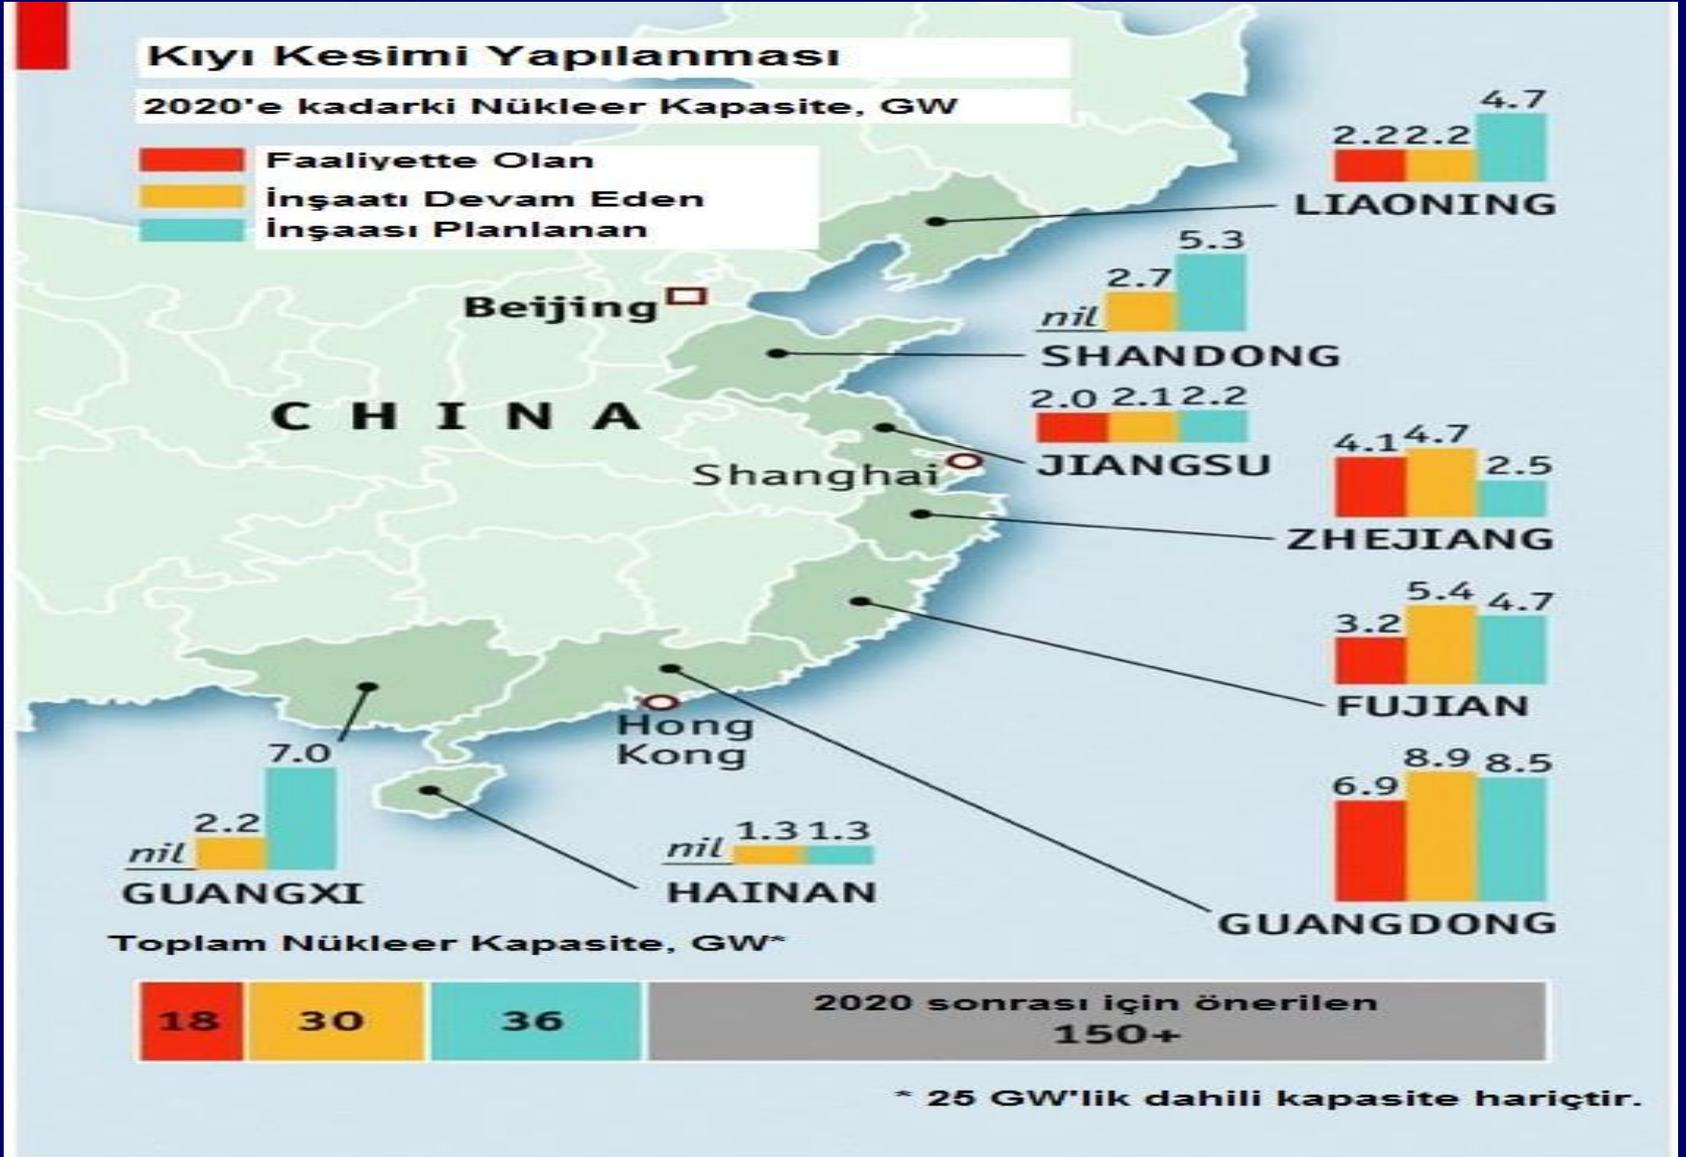 Kıyı Kesimi Yapılanması
2020'e kadarki Nükleer Kapasite, GW
Faaliyette Olan
İnşaatı Devam Eden
İnşaası Planlanan
2.2 2.2 4.7
LIAONING
Beijing
nil 2.7 5.3
SHANDONG
CHINA
2.0 2.1 2.2
JIANGSU
Shanghai
4.1 4.7 2.5
ZHEJIANG
3.2 5.4 4.7
FUJIAN
Hong
Kong
6.9 8.9 8.5
GUANGDONG
nil 2.2 7.0
GUANGXI
nil 1.3 1.3
HAINAN
Toplam Nükleer Kapasite, GW*
18 30 36
2020 sonrası için önerilen
150+
* 25 GW'lik dahili kapasite hariçtir.